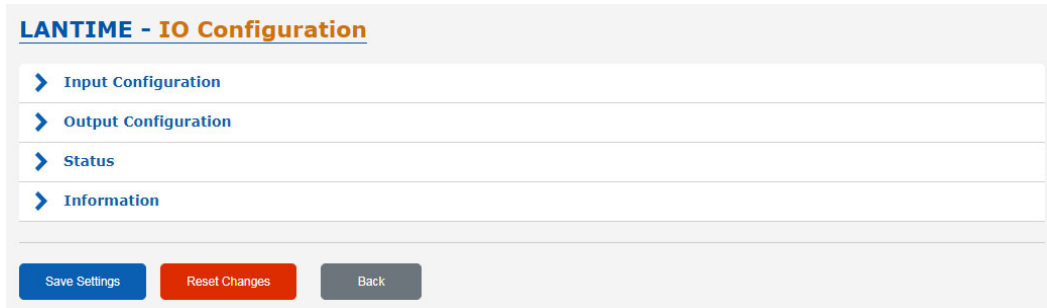 LANTIME - IO Configuration
Input Configuration
Output Configuration
Status
Information
Save Settings Reset Changes Back